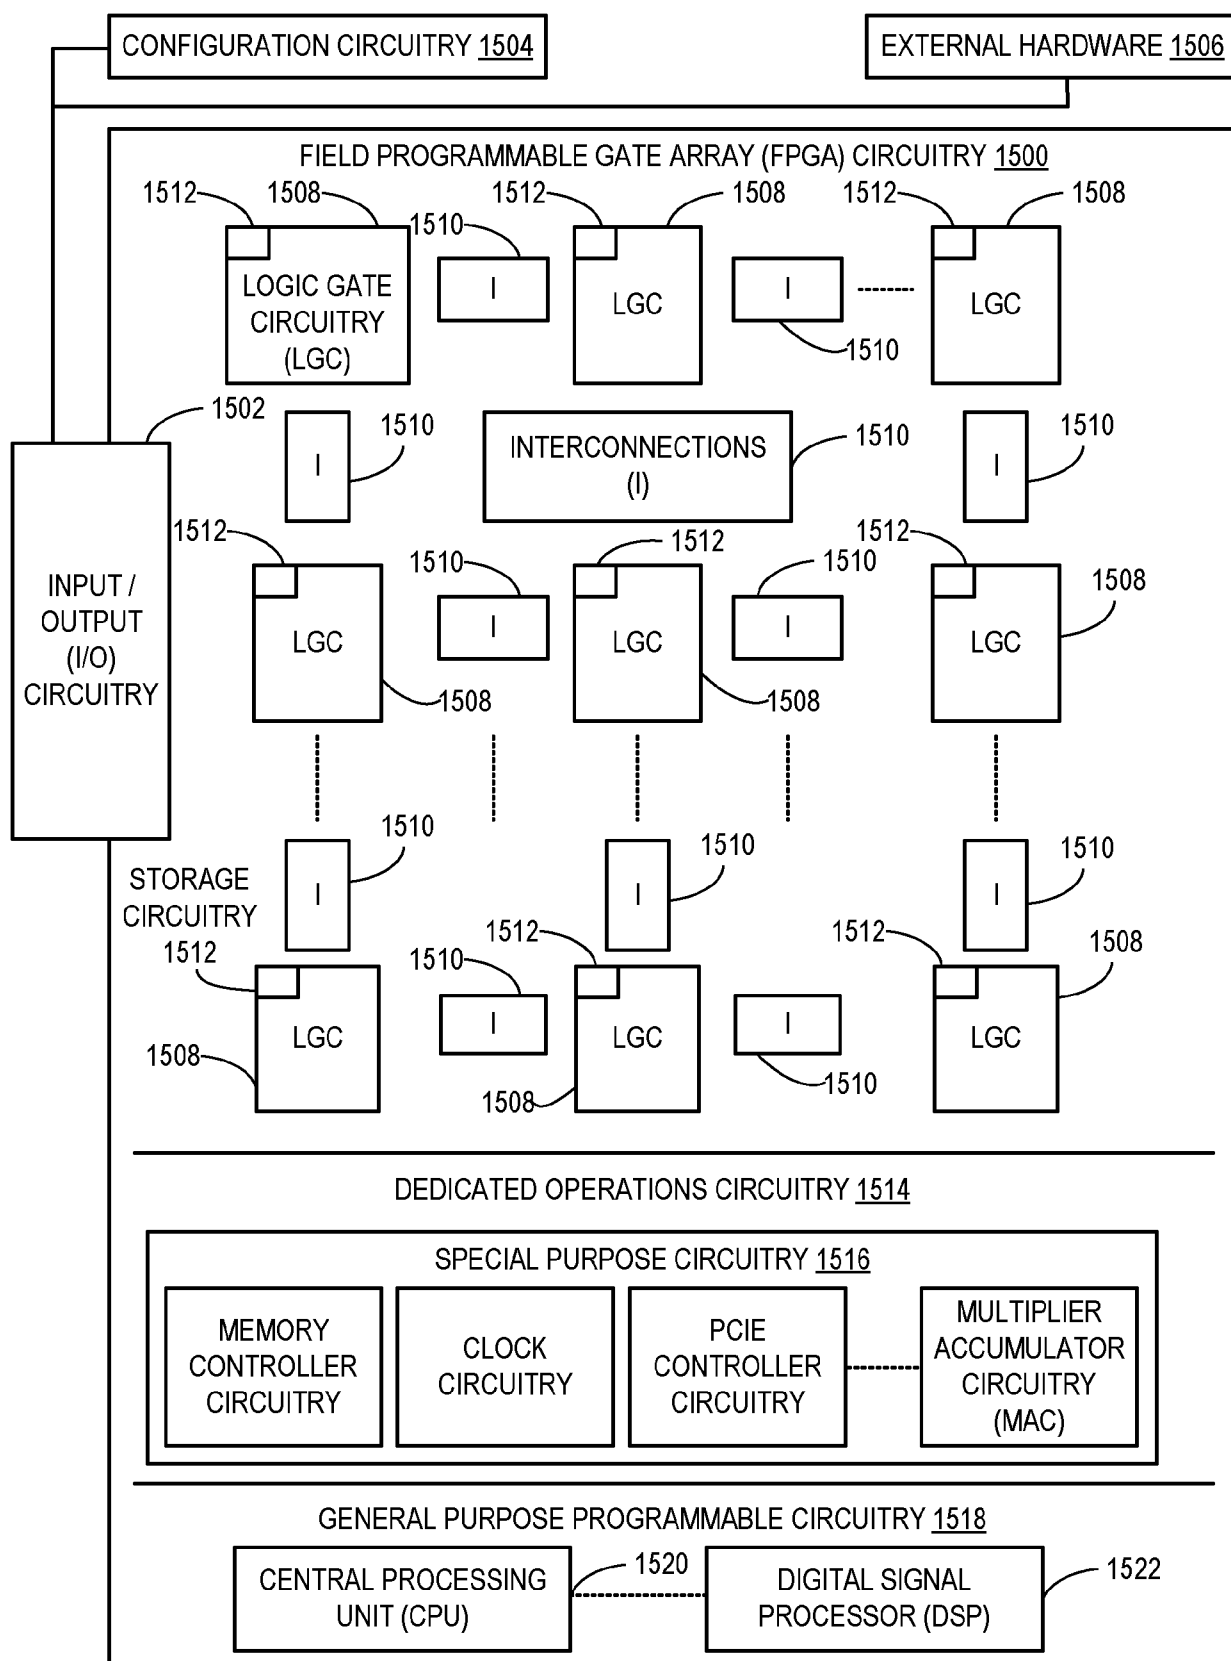 CONFIGURATION CIRCUITRY 1504
EXTERNAL HARDWARE 1506
FIELD PROGRAMMABLE GATE ARRAY (FPGA) CIRCUITRY 1500
1512
1508
1510
1512
1508
1512
1508
LOGIC GATE
CIRCUITRY
(LGC)
I
LGC
I
LGC
1510
1502
1510
I
INTERCONNECTIONS
(I)
1510
I
1510
INPUT /
OUTPUT
(I/O)
CIRCUITRY
1512
LGC
1508
1510
I
1512
LGC
1508
1510
I
1512
LGC
1508
1510
I
1510
I
1510
I
STORAGE
CIRCUITRY
1512
LGC
1508
1510
I
1512
LGC
1508
I
1510
1512
LGC
1508
DEDICATED OPERATIONS CIRCUITRY 1514
SPECIAL PURPOSE CIRCUITRY 1516
MEMORY
CONTROLLER
CIRCUITRY
CLOCK
CIRCUITRY
PCIE
CONTROLLER
CIRCUITRY
MULTIPLIER
ACCUMULATOR
CIRCUITRY
(MAC)
GENERAL PURPOSE PROGRAMMABLE CIRCUITRY 1518
CENTRAL PROCESSING
UNIT (CPU)
1520
DIGITAL SIGNAL
PROCESSOR (DSP)
1522